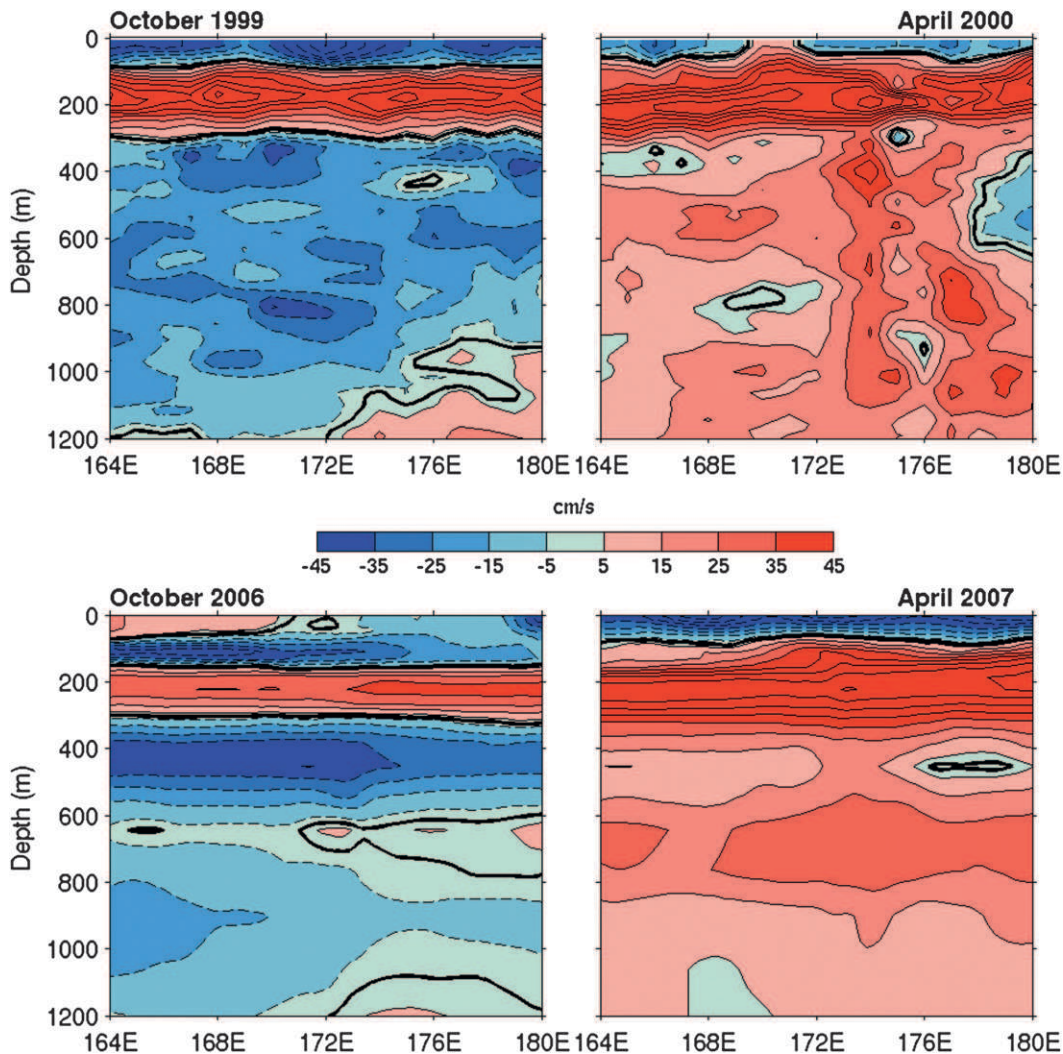 October 1999
April 2000
0
200
400
600
800
1000
1200
Depth (m)
164E 168E 172E 176E 180E
164E 168E 172E 176E 180E
cm/s
-45 -35 -25 -15 -5 5 15 25 35 45
October 2006
April 2007
0
200
400
600
800
1000
1200
Depth (m)
164E 168E 172E 176E 180E
164E 168E 172E 176E 180E